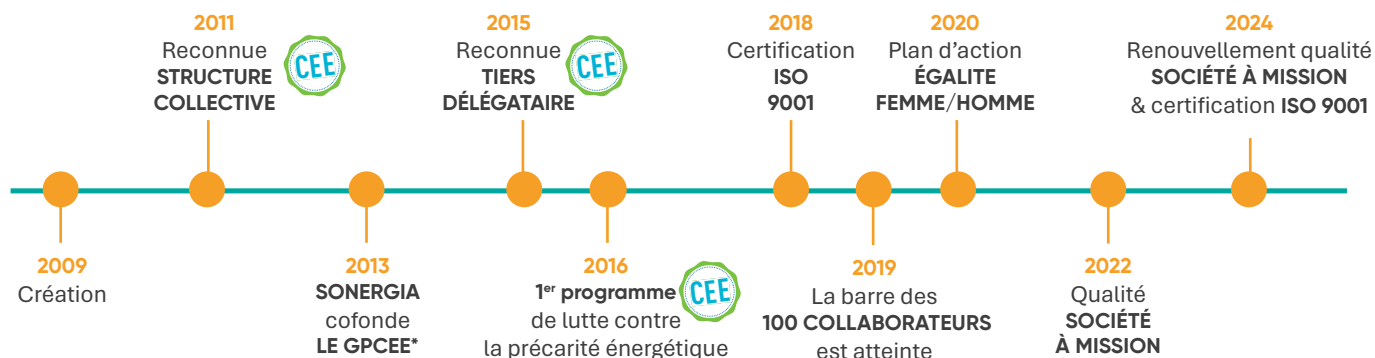 2011
Reconnue
STRUCTURE
COLLECTIVE
CEE
2015
Reconnue
TIERS
DÉLÉGATAIRE
CEE
2018
Certification
ISO
9001
2020
Plan d’action
ÉGALITE
FEMME/HOMME
2024
Renouvellement qualité
SOCIÉTÉ À MISSION
& certification ISO 9001
2009
Création
2013
SONERGIA
cofonde
LE GPCEE*
2016
1er programme
de lutte contre
la précarité énergétique
CEE
2019
La barre des
100 COLLABORATEURS
est atteinte
2022
Qualité
SOCIÉTÉ
À MISSION